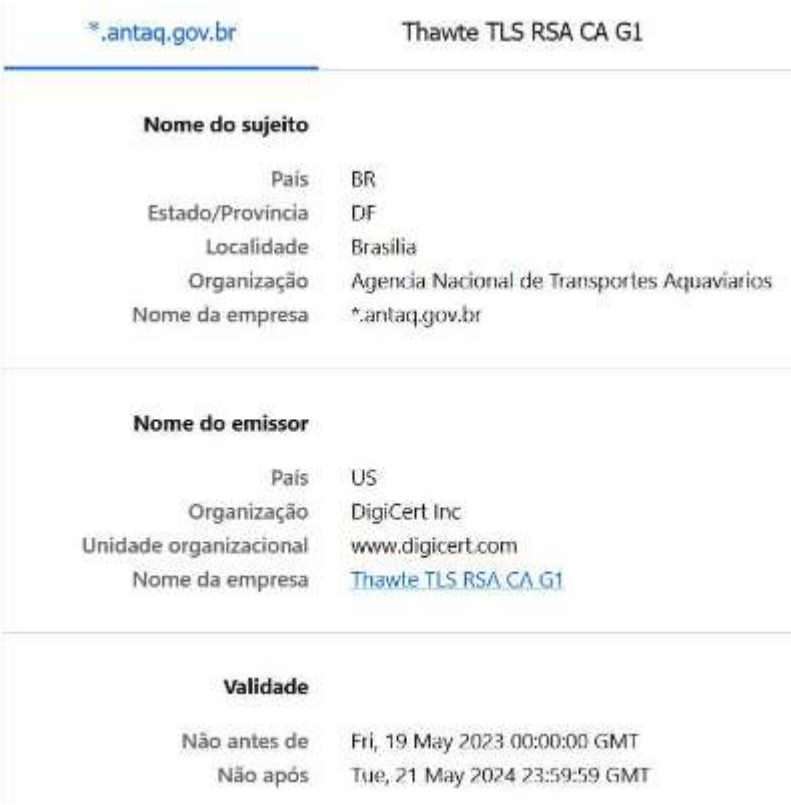 *.antaq.gov.br Thawte TLS RSA CA G1
Nome do sujeito
País BR
Estado/Província DF
Localidade Brasilia
Organização Agencia Nacional de Transportes Aquaviarios
Nome da empresa *.antaq.gov.br
Nome do emissor
País US
Organização DigiCert Inc
Unidade organizacional www.digicert.com
Nome da empresa Thawte TLS RSA CA G1
Validade
Não antes de Fri, 19 May 2023 00:00:00 GMT
Não após Tue, 21 May 2024 23:59:59 GMT